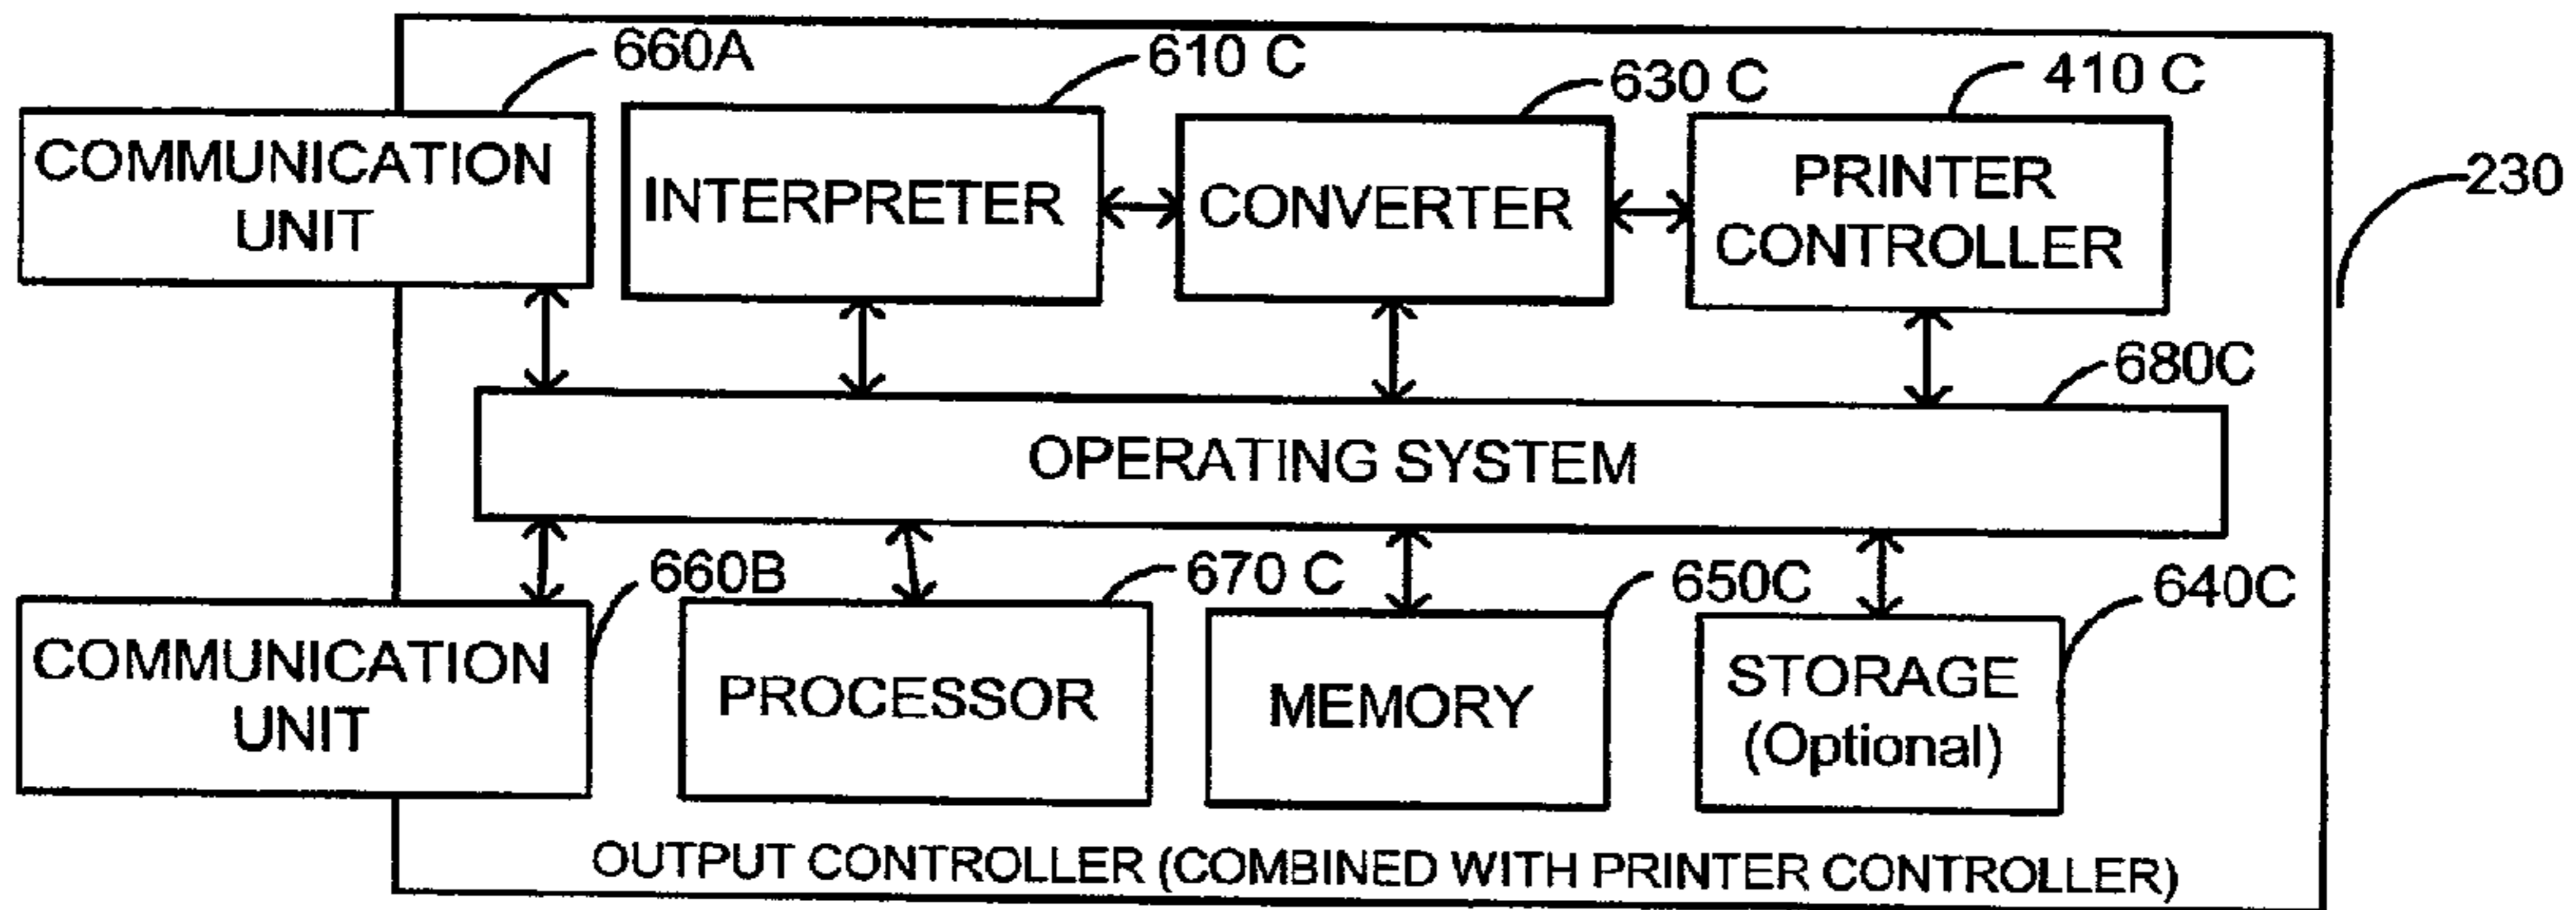 660A
610 C
630 C
410 C
COMMUNICATION
UNIT
INTERPRETER
CONVERTER
PRINTER
CONTROLLER
230
680C
OPERATING SYSTEM
660B
670 C
650C
640C
COMMUNICATION
UNIT
PROCESSOR
MEMORY
STORAGE
(Optional)
OUTPUT CONTROLLER (COMBINED WITH PRINTER CONTROLLER)